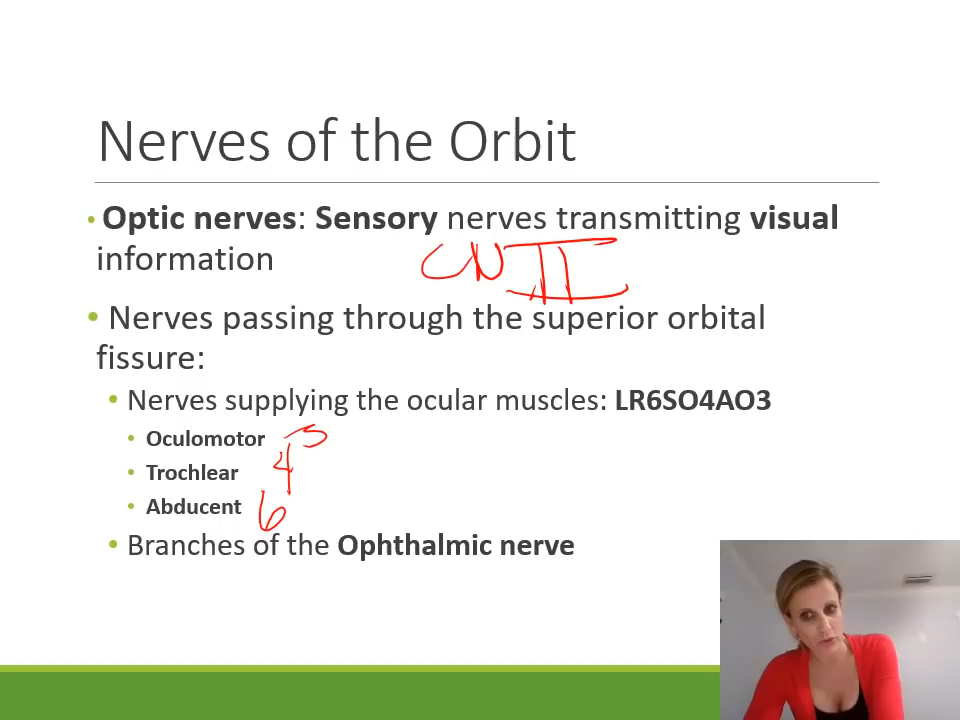 Nerves of the Orbit
• Optic nerves: Sensory nerves transmitting visual
information
CN II
• Nerves passing through the superior orbital
fissure:
• Nerves supplying the ocular muscles: LR6SO4AO3
• Oculomotor 3
• Trochlear 4
• Abducent 6
• Branches of the Ophthalmic nerve